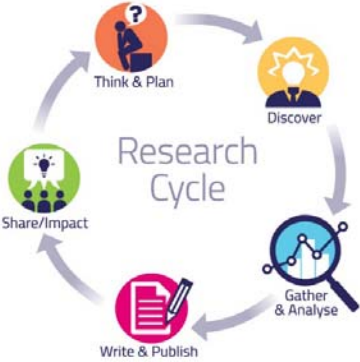 ?
Think & Plan
Discover
Research
Cycle
Share/Impact
Gather
& Analyse
Write & Publish